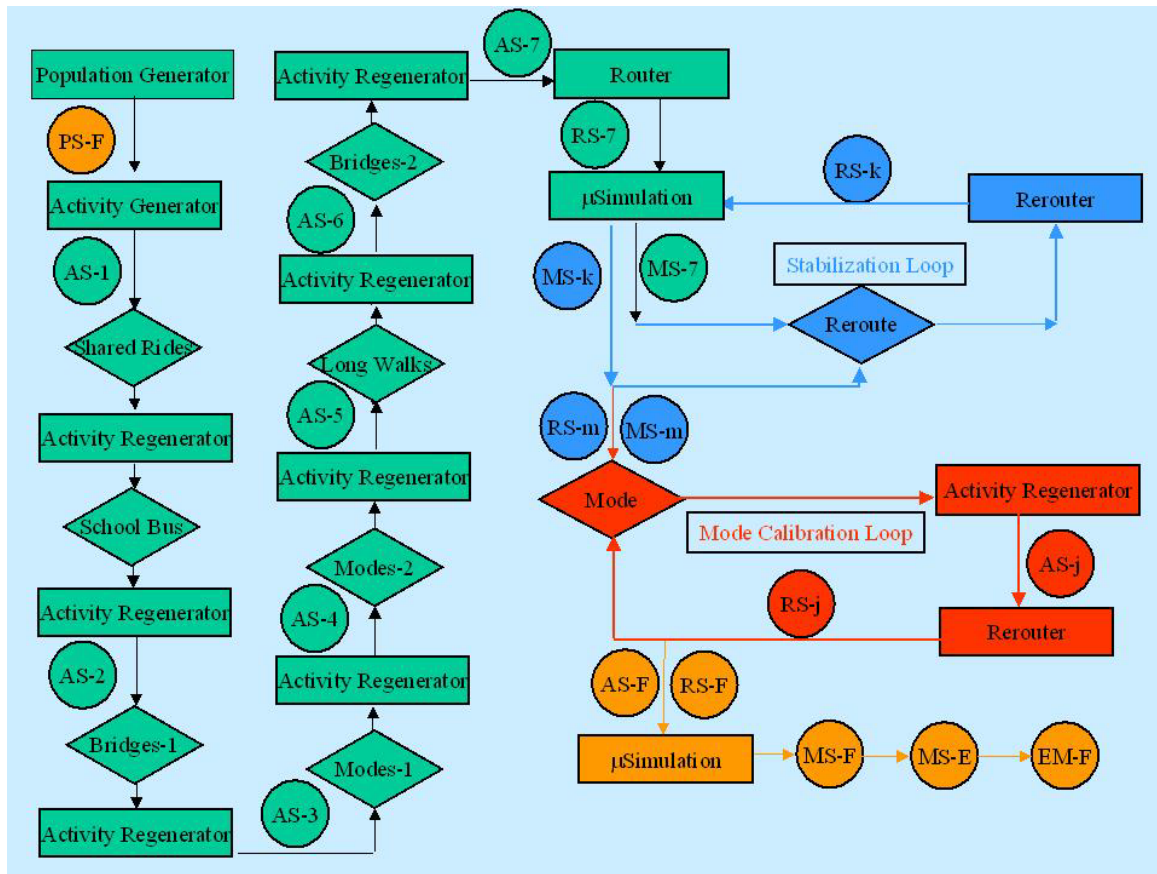 Population Generator
PS-F
Activity Generator
AS-1
Shared Rides
Activity Regenerator
School Bus
Activity Regenerator
AS-2
Bridges-1
Activity Regenerator
AS-3
Modes-1
Activity Regenerator
AS-4
Modes-2
Activity Regenerator
AS-5
Long Walks
Activity Regenerator
AS-6
Bridges-2
Activity Regenerator
AS-7
Router
RS-7
µSimulation
MS-k
MS-7
RS-k
Rerouter
Stabilization Loop
Reroute
RS-m
MS-m
Mode
Activity Regenerator
Mode Calibration Loop
AS-j
RS-j
Rerouter
AS-F
RS-F
µSimulation
MS-F
MS-E
EM-F